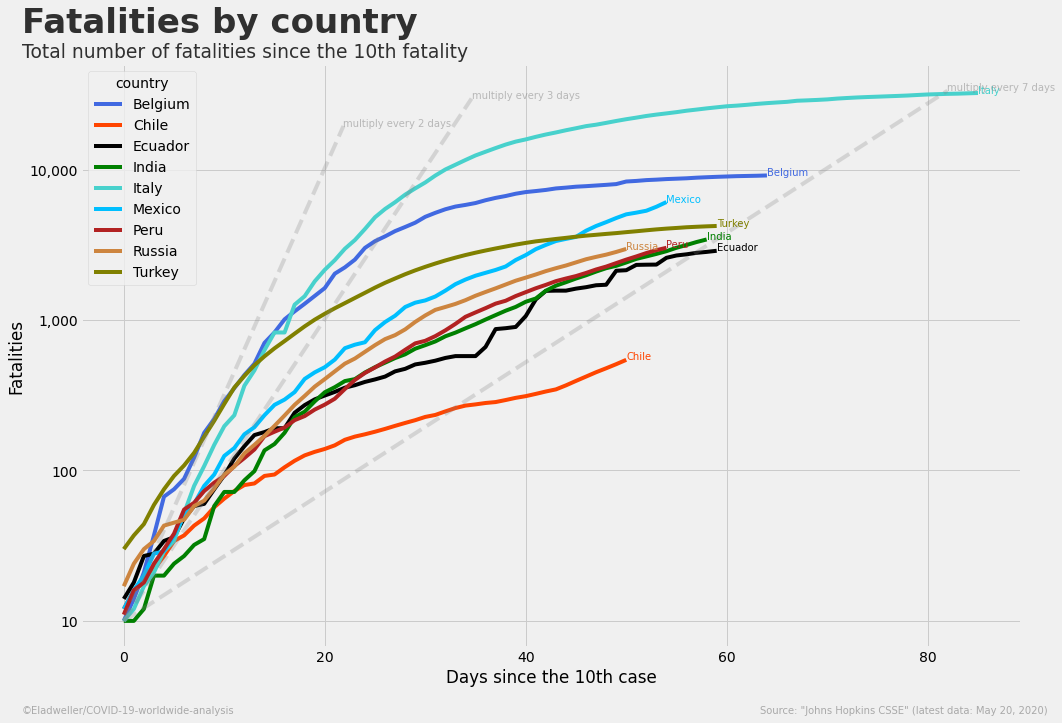 Fatalities by country
Total number of fatalities since the 10th fatality
country
Belgium
Chile
Ecuador
India
Italy
Mexico
Peru
Russia
Turkey
multiply every 2 days
multiply every 3 days
multiply every 7 days
Italy
Belgium
Mexico
Turkey
India
Peru
Russia
Ecuador
Chile
Fatalities
10,000
1,000
100
10
0 20 40 60 80
Days since the 10th case
©Eladweller/COVID-19-worldwide-analysis
Source: "Johns Hopkins CSSE" (latest data: May 20, 2020)